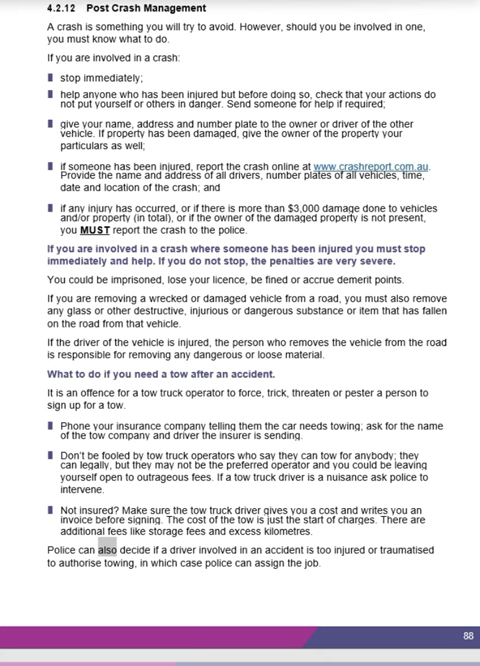 4.2.12 Post Crash Management
A crash is something you will try to avoid. However, should you be involved in one,
you must know what to do.
If you are involved in a crash:
stop immediately;
help anyone who has been injured but before doing so, check that your actions do
not put yourself or others in danger. Send someone for help if required;
give your name, address and number plate to the owner or driver of the other
vehicle. If property has been damaged, give the owner of the property your
particulars as well;
if someone has been injured, report the crash online at www.crashreport.com.au.
Provide the name and address of all drivers, number plates of all vehicles, time,
date and location of the crash; and
if any injury has occurred, or if there is more than $3,000 damage done to vehicles
and/or property (in total), or if the owner of the damaged property is not present,
you MUST report the crash to the police.
If you are involved in a crash where someone has been injured you must stop
immediately and help. If you do not stop, the penalties are very severe.
You could be imprisoned, lose your licence, be fined or accrue demerit points.
If you are removing a wrecked or damaged vehicle from a road, you must also remove
any glass or other destructive, injurious or dangerous substance or item that has fallen
on the road from that vehicle.
If the driver of the vehicle is injured, the person who removes the vehicle from the road
is responsible for removing any dangerous or loose material.
What to do if you need a tow after an accident.
It is an offence for a tow truck operator to force, trick, threaten or pester a person to
sign up for a tow.
Phone your insurance company telling them the car needs towing; ask for the name
of the tow company and driver the insurer is sending.
Don't be fooled by tow truck operators who say they can tow for anybody; they
can legally, but they may not be the preferred operator and you could be leaving
yourself open to outrageous fees. If a tow truck driver is a nuisance ask police to
intervene.
Not insured? Make sure the tow truck driver gives you a cost and writes you an
invoice before signing. The cost of the tow is just the start of charges. There are
additional fees like storage fees and excess kilometres.
Police can also decide if a driver involved in an accident is too injured or traumatised
to authorise towing, in which case police can assign the job.
88